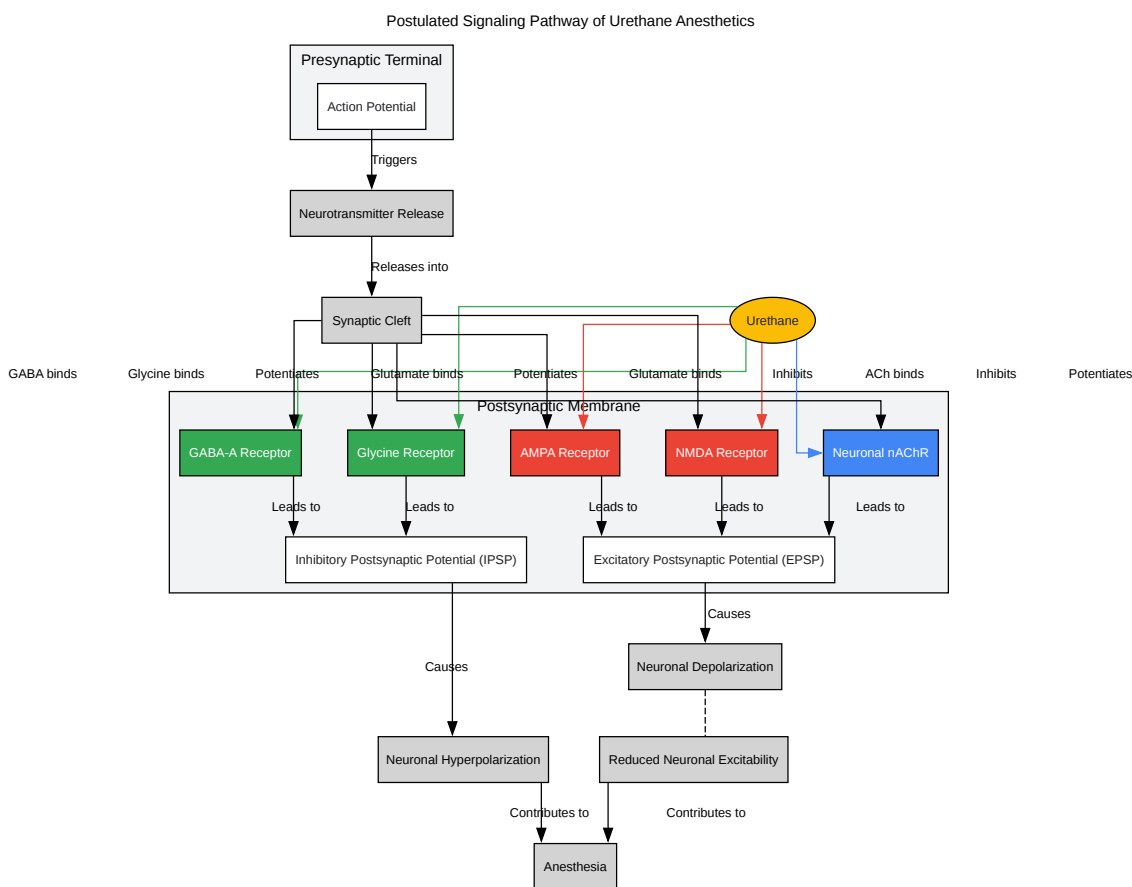 Postulated Signaling Pathway of Urethane Anesthetics
Presynaptic Terminal
Action Potential
Triggers
Neurotransmitter Release
Releases into
Synaptic Cleft
Urethane
GABA binds
Glycine binds
Potentiates
Glutamate binds
Potentiates
Glutamate binds
Inhibits
ACh binds
Inhibits
Potentiates
Postsynaptic Membrane
GABA-A Receptor
Glycine Receptor
AMPA Receptor
NMDA Receptor
Neuronal nAChR
Leads to
Leads to
Leads to
Leads to
Leads to
Inhibitory Postsynaptic Potential (IPSP)
Excitatory Postsynaptic Potential (EPSP)
Causes
Causes
Neuronal Depolarization
Neuronal Hyperpolarization
Reduced Neuronal Excitability
Contributes to
Contributes to
Anesthesia